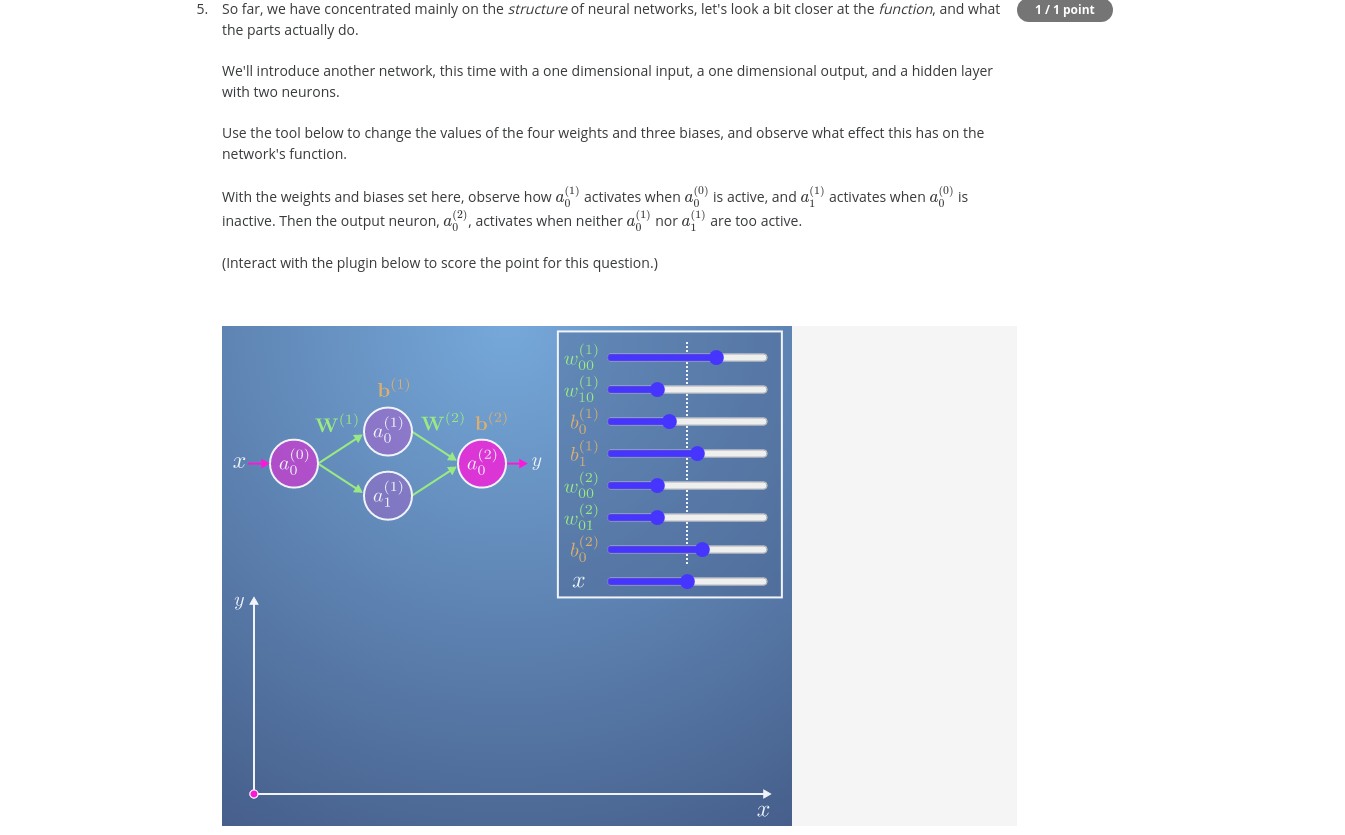 5. So far, we have concentrated mainly on the structure of neural networks, let's look a bit closer at the function, and what
1 / 1 point
the parts actually do.
We'll introduce another network, this time with a one dimensional input, a one dimensional output, and a hidden layer
with two neurons.
Use the tool below to change the values of the four weights and three biases, and observe what effect this has on the
network's function.
With the weights and biases set here, observe how a_0^{(1)} activates when a_0^{(0)} is active, and a_1^{(1)} activates when a_0^{(0)} is
inactive. Then the output neuron, a_0^{(2)}, activates when neither a_0^{(1)} nor a_1^{(1)} are too active.
(Interact with the plugin below to score the point for this question.)
b^{(1)}
W^{(1)} a_0^{(1)} W^{(2)} b^{(2)}
x a_0^{(0)} a_0^{(2)} y
a_1^{(1)}
w_{00}^{(1)}
w_{10}^{(1)}
b_0^{(1)}
b_1^{(1)}
w_{00}^{(2)}
w_{01}^{(2)}
b_0^{(2)}
x
y
x